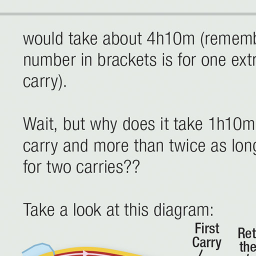 would take about 4h10m (rememb
number in brackets is for one extr
carry).
Wait, but why does it take 1h10m
carry and more than twice as long
for two carries??
Take a look at this diagram:
First
Carry
Ret
the